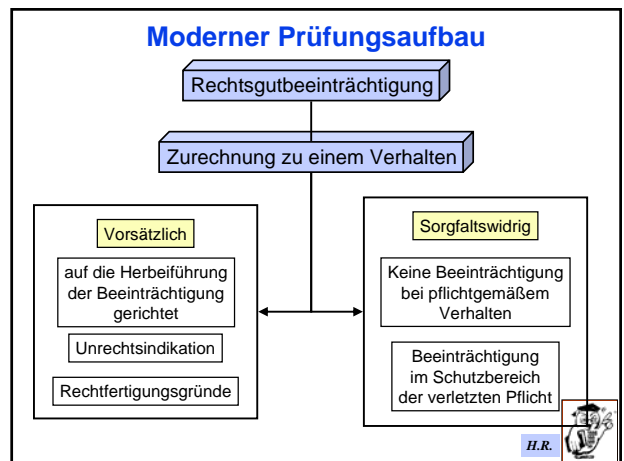 Moderner Prüfungsaufbau
Rechtsgutbeeinträchtigung
Zurechnung zu einem Verhalten
Vorsätzlich
auf die Herbeiführung
der Beeinträchtigung
gerichtet
Unrechtsindikation
Rechtfertigungsgründe
Sorgfaltswidrig
Keine Beeinträchtigung
bei pflichtgemäßem
Verhalten
Beeinträchtigung
im Schutzbereich
der verletzten Pflicht
H.R.